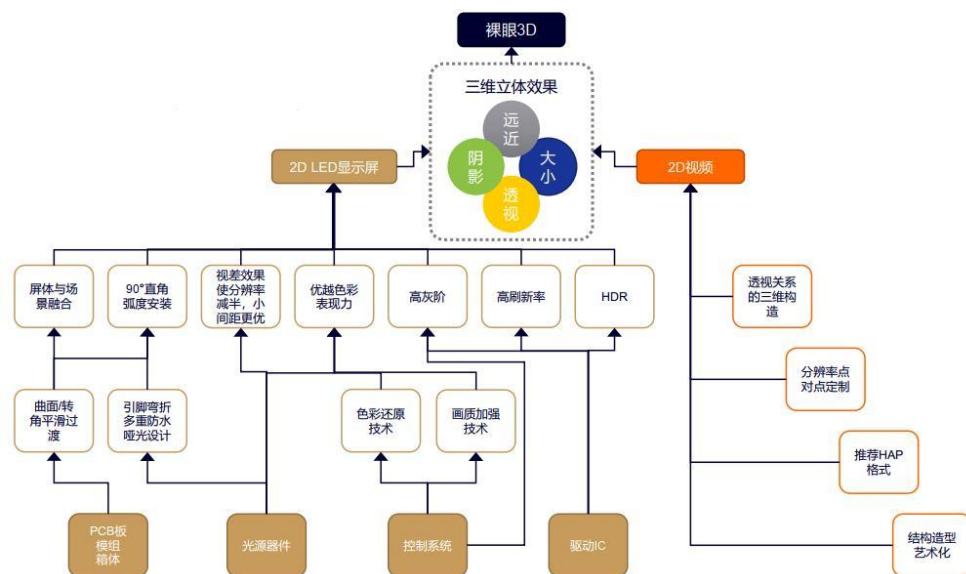 裸眼3D
三维立体效果
远
近
阴
影
大
小
透
视
2D LED显示屏
2D视频
屏体与场
景融合
90°直角
弧度安装
视差效果
使分辨率
减半，小
间距更优
优越色彩
表现力
高灰阶
高刷新率
HDR
透视关系
的三维构
造
分辨率点
对点定制
曲面/转
角平滑过
渡
引脚弯折
多重防水
哑光设计
色彩还原
技术
画质加强
技术
推荐HAP
格式
PCB板
模组
箱体
光源器件
控制系统
驱动IC
结构造型
艺术化